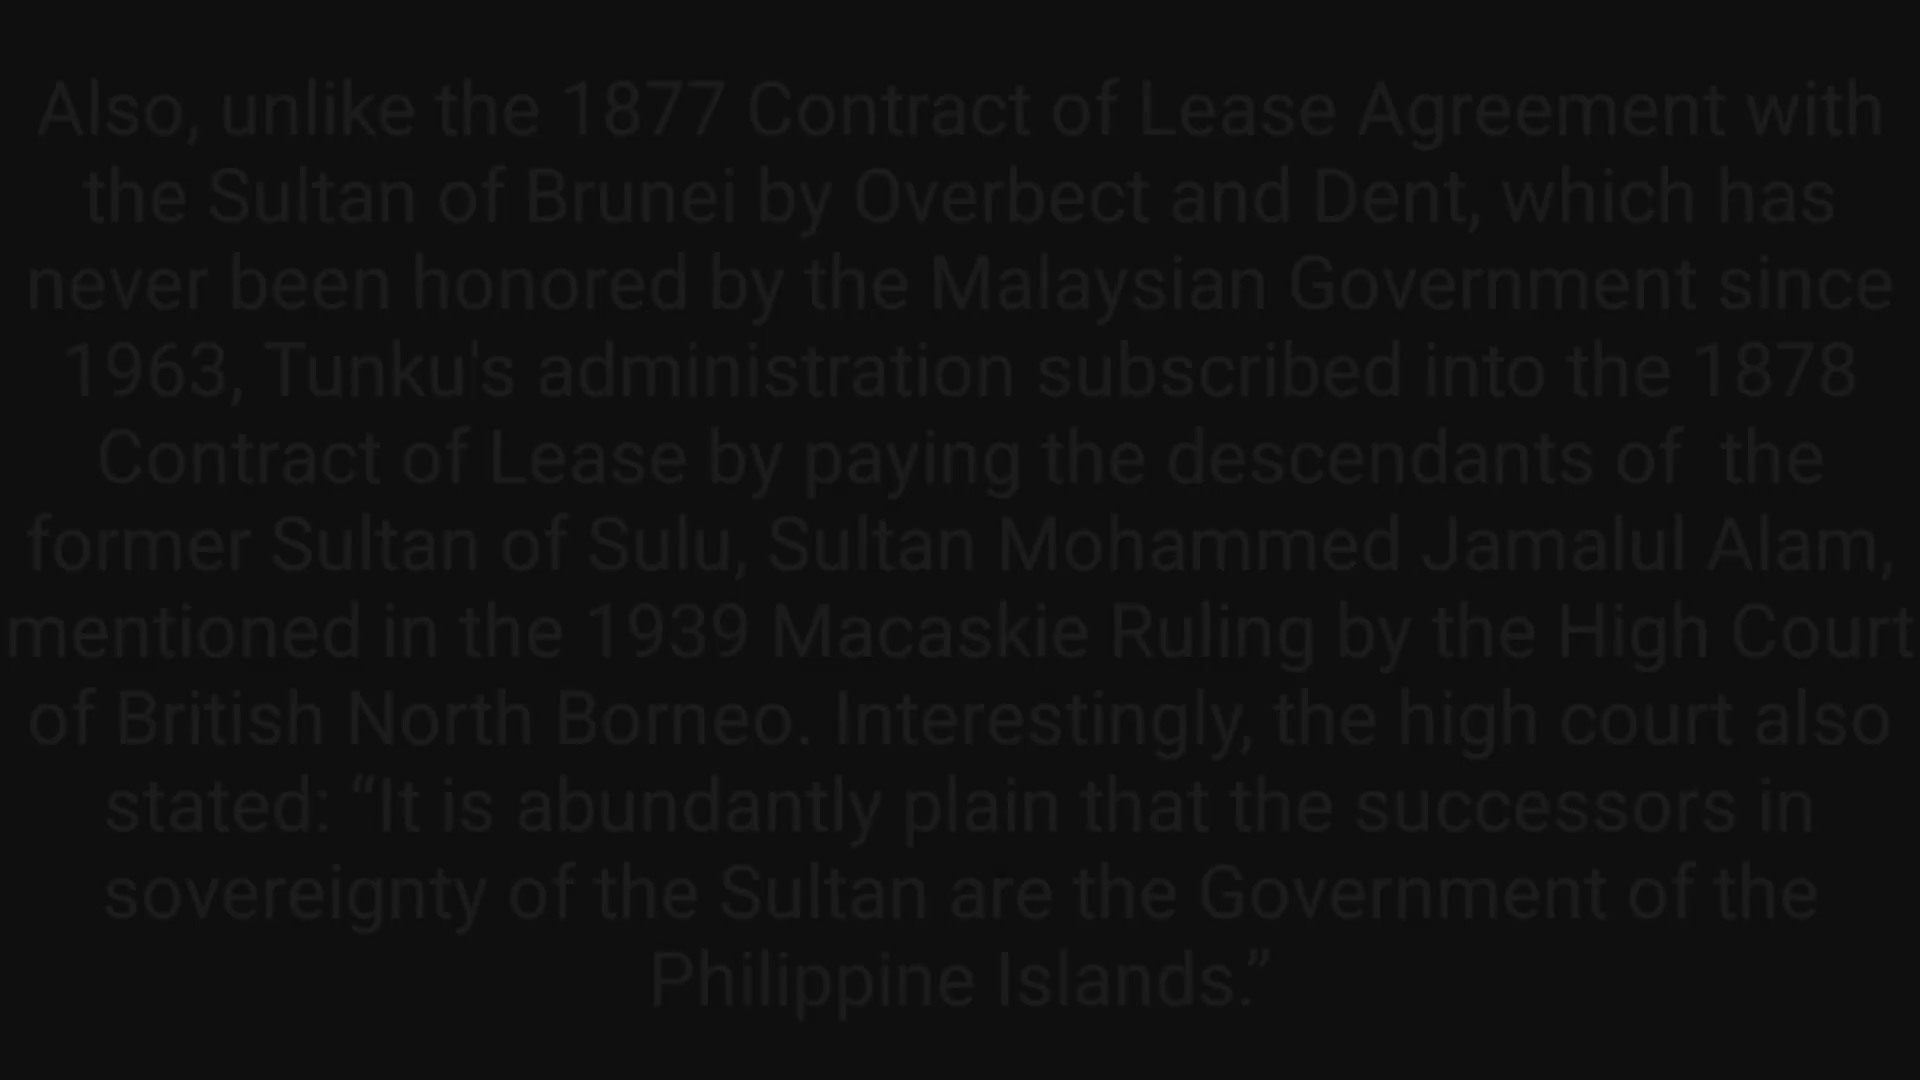 Also, unlike the 1877 Contract of Lease Agreement with
the Sultan of Brunei by Overbect and Dent, which has
never been honored by the Malaysian Government since
1963, Tunku's administration subscribed into the 1878
Contract of Lease by paying the descendants of  the
former Sultan of Sulu, Sultan Mohammed Jamalul Alam,
mentioned in the 1939 Macaskie Ruling by the High Court
of British North Borneo. Interestingly, the high court also
stated: “It is abundantly plain that the successors in
sovereignty of the Sultan are the Government of the
Philippine Islands.”